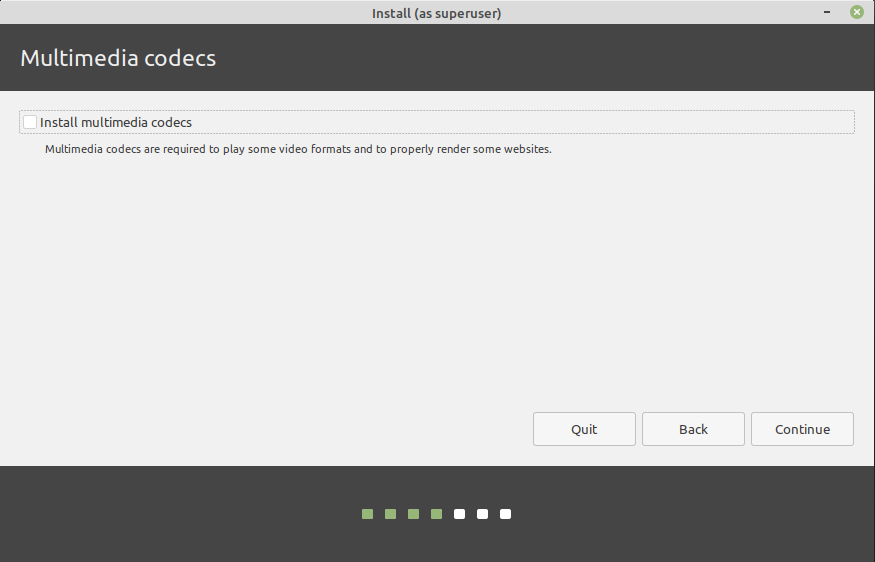 Install (as superuser)
Multimedia codecs
Install multimedia codecs
Multimedia codecs are required to play some video formats and to properly render some websites.
Quit
Back
Continue